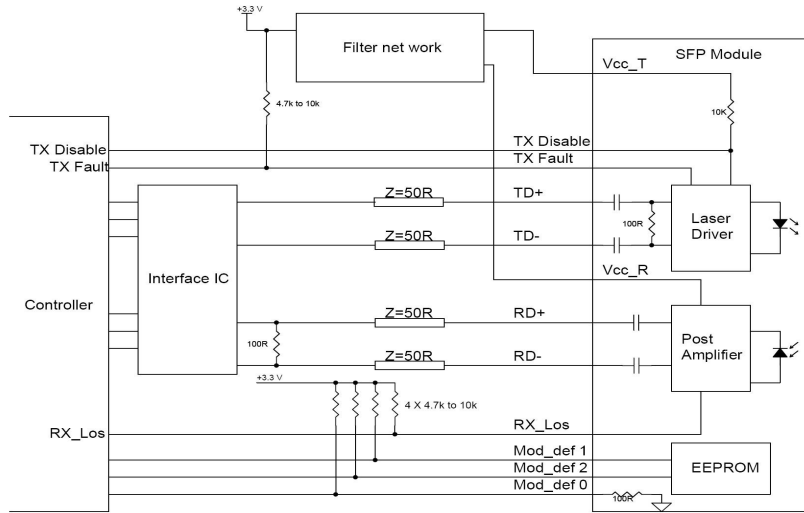 +3.3 V
Filter net work
SFP Module
Vcc_T
4.7k to 10k
10K
TX Disable
TX Disable
TX Fault
TX Fault
Z=50R
TD+
100R
Laser
Driver
Z=50R
TD-
Interface IC
Vcc_R
Controller
Z=50R
RD+
100R
Post
Amplifier
Z=50R
RD-
+3.3 V
4 X 4.7k to 10k
RX_Los
RX_Los
Mod_def 1
Mod_def 2
EEPROM
Mod_def 0
100R